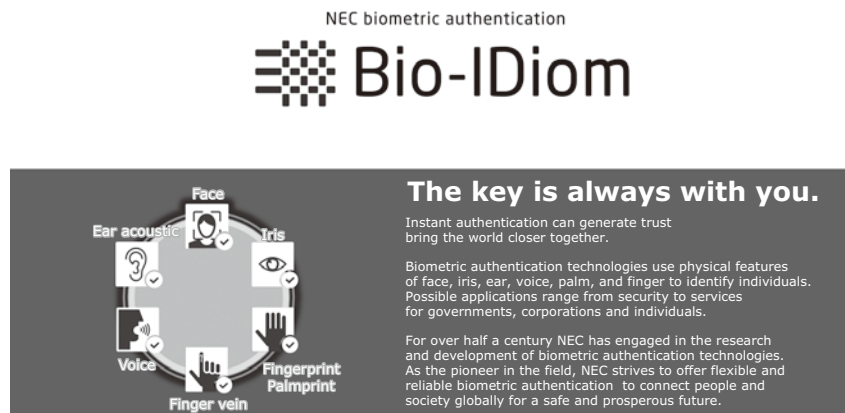 NEC biometric authentication
Bio-IDiom
Face
Ear acoustic
Iris
Voice
Fingerprint
Palmprint
Finger vein
The key is always with you.
Instant authentication can generate trust
bring the world closer together.
Biometric authentication technologies use physical features
of face, iris, ear, voice, palm, and finger to identify individuals.
Possible applications range from security to services
for governments, corporations and individuals.
For over half a century NEC has engaged in the research
and development of biometric authentication technologies.
As the pioneer in the field, NEC strives to offer flexible and
reliable biometric authentication to connect people and
society globally for a safe and prosperous future.